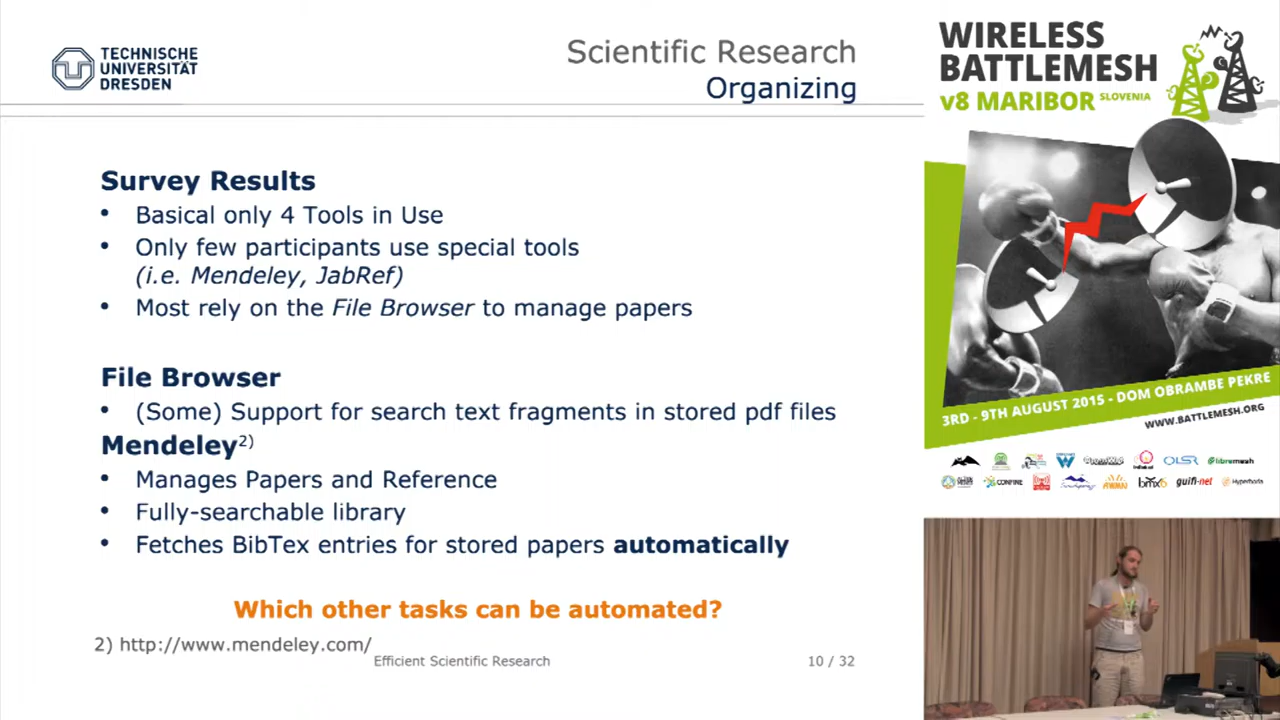 TECHNISCHE
UNIVERSITÄT
DRESDEN
Scientific Research
Organizing
Survey Results
• Basical only 4 Tools in Use
• Only few participants use special tools
(i.e. Mendeley, JabRef)
• Most rely on the File Browser to manage papers
File Browser
• (Some) Support for search text fragments in stored pdf files
Mendeley2)
• Manages Papers and Reference
• Fully-searchable library
• Fetches BibTex entries for stored papers automatically
Which other tasks can be automated?
2) http://www.mendeley.com/
Efficient Scientific Research
10 / 32
WIRELESS
BATTLEMESH
v8 MARIBOR SLOVENIA
3RD - 9TH AUGUST 2015 - DOM OBRAMBE PEKRE
WWW.BATTLEMESH.ORG
OLSR
libremesh
CONFINE
AWMN
bmx6
guifi·net
Hyperboria